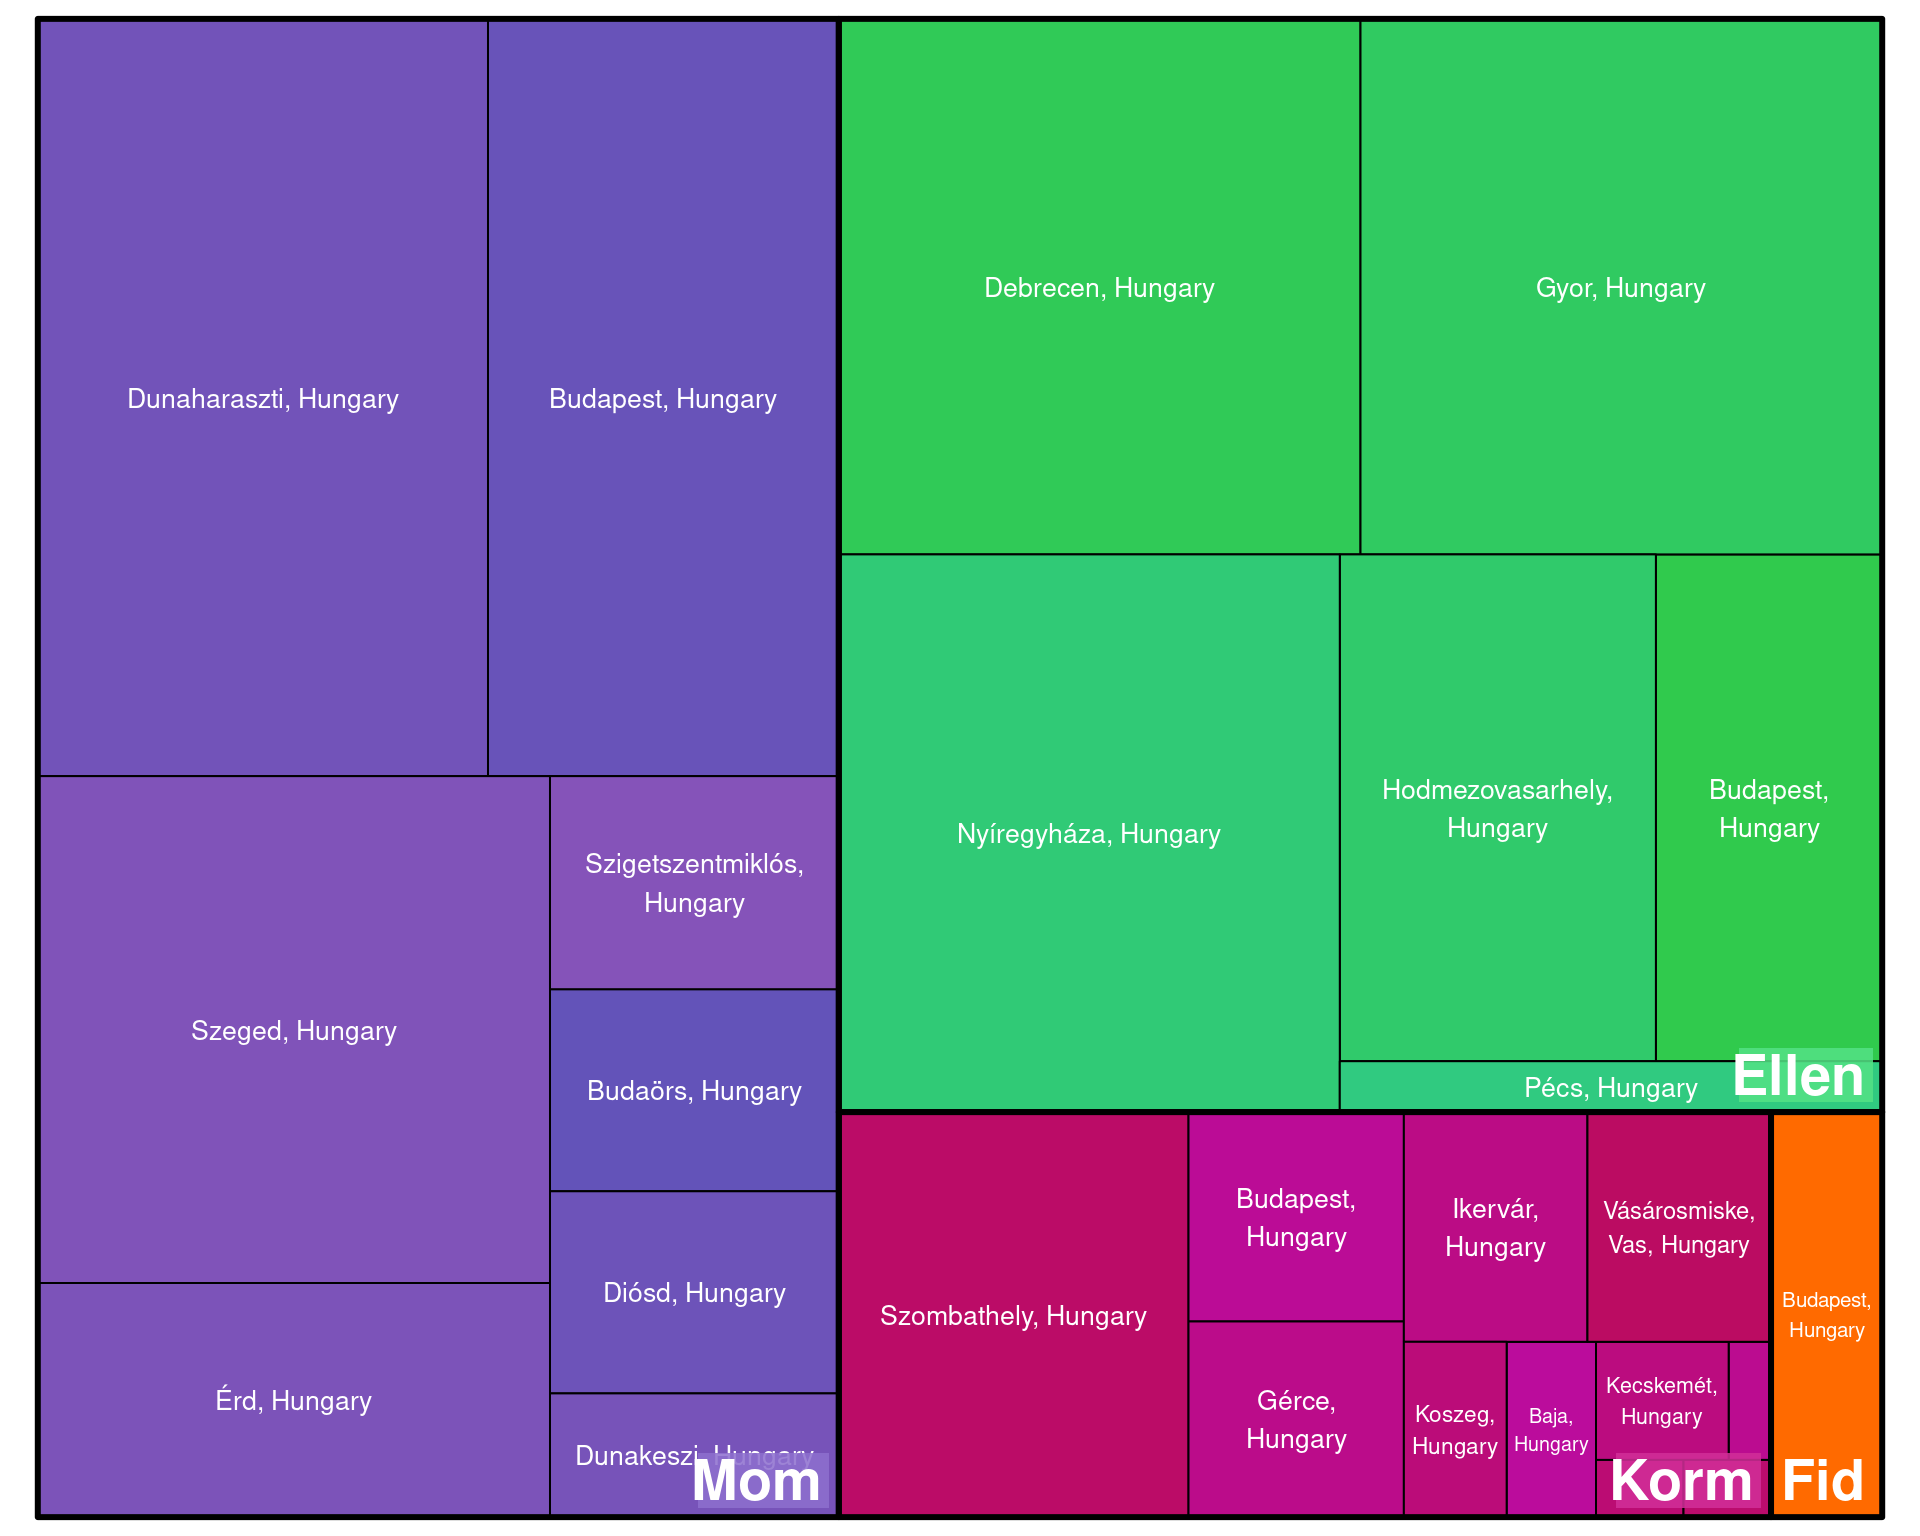 Dunaharaszti, Hungary
Budapest, Hungary
Szeged, Hungary
Szigetszentmiklós,
Hungary
Budaörs, Hungary
Diósd, Hungary
Érd, Hungary
Dunakeszi, Hungary
Mom
Debrecen, Hungary
Gyor, Hungary
Nyíregyháza, Hungary
Hodmezovasarhely,
Hungary
Budapest,
Hungary
Pécs, Hungary
Ellen
Szombathely, Hungary
Budapest,
Hungary
Gérce,
Hungary
Ikervár,
Hungary
Vásárosmiske,
Vas, Hungary
Koszeg,
Hungary
Baja,
Hungary
Kecskemét,
Hungary
Korm
Budapest,
Hungary
Fid